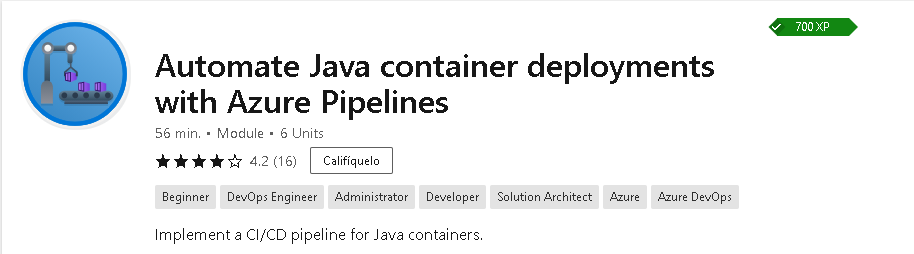 700 XP
Automate Java container deployments
with Azure Pipelines
56 min. • Module • 6 Units
4.2 (16) Califíquelo
Beginner DevOps Engineer Administrator Developer Solution Architect Azure Azure DevOps
Implement a CI/CD pipeline for Java containers.